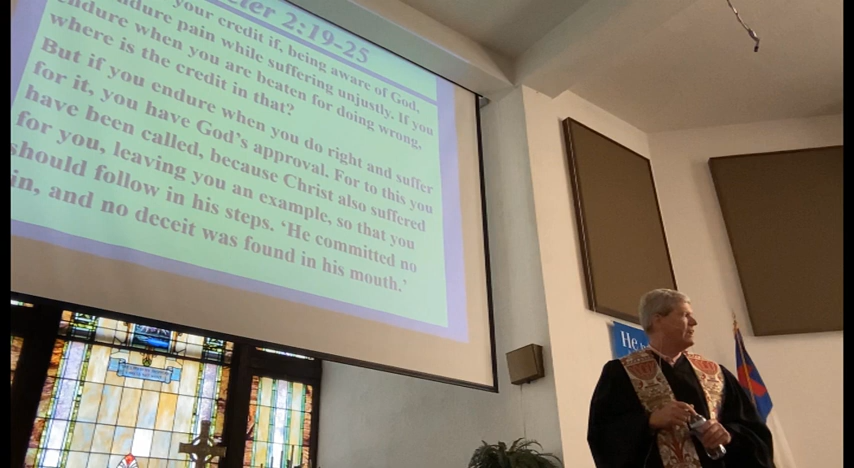 eter 2:19-25
your credit if, being aware of God,
ndure pain while suffering unjustly. If you
endure when you are beaten for doing wrong,
where is the credit in that?
But if you endure when you do right and suffer
for it, you have God's approval. For to this you
have been called, because Christ also suffered
for you, leaving you an example, so that you
should follow in his steps. 'He committed no
in, and no deceit was found in his mouth.'
He